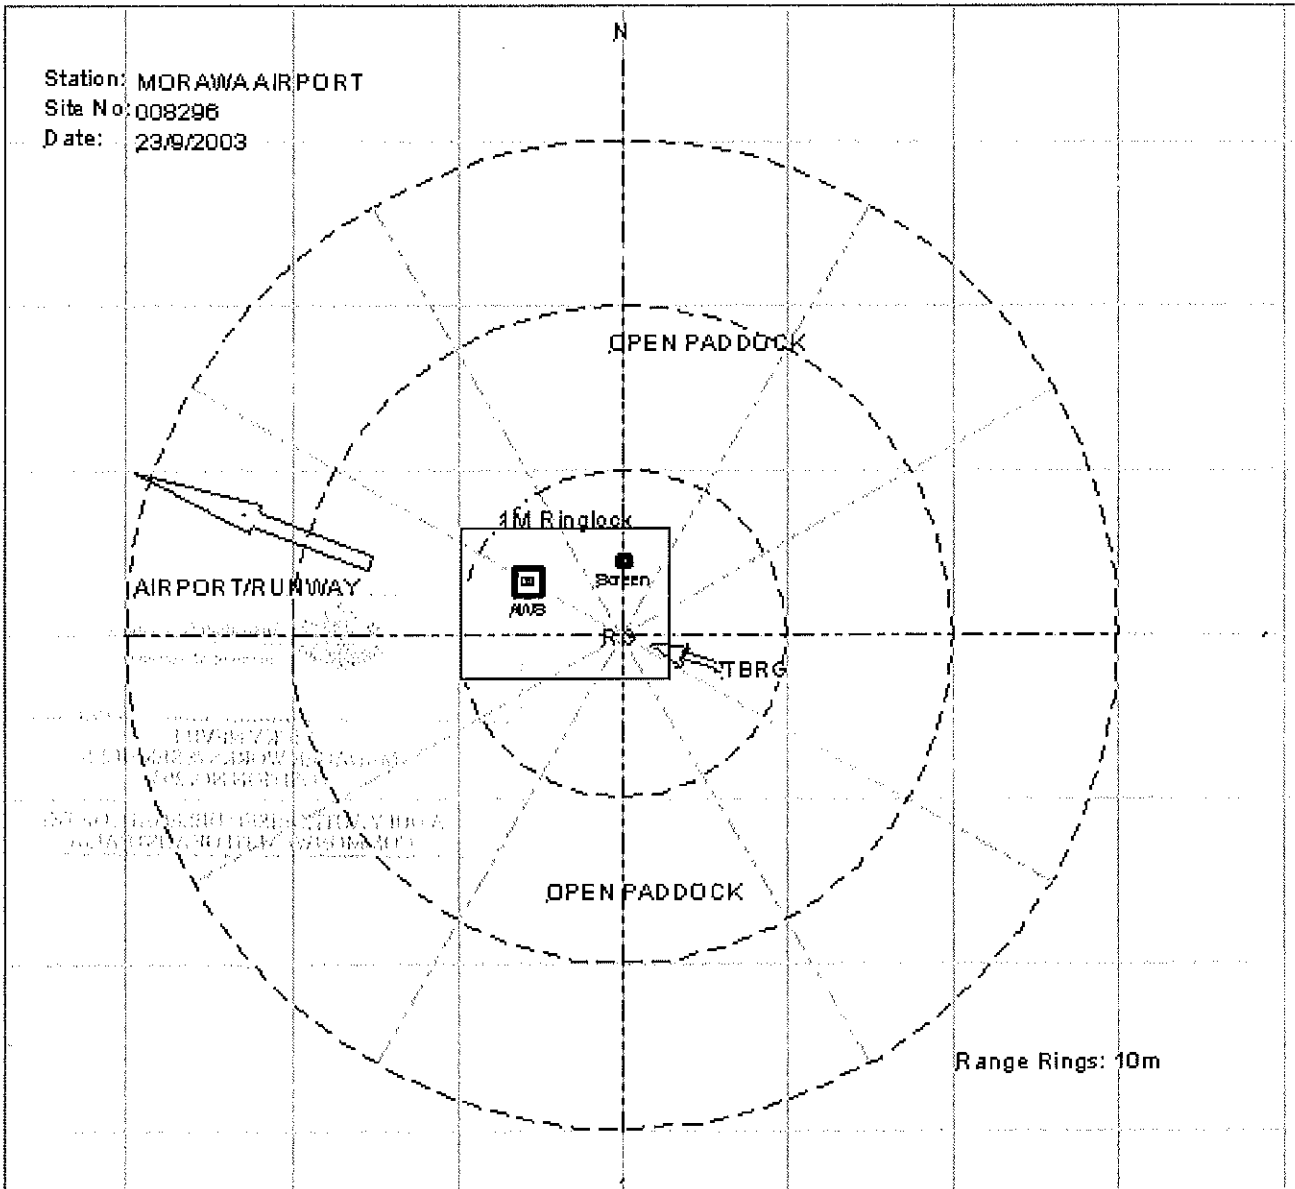 N
Station: MORAWA AIRPORT
Site No: 008296
Date: 23/9/2003
OPEN PADDOCK
1M Ringlock
Screen
AWS
AIRPORT/RUNWAY
RG
TBRG
OPEN PADDOCK
Range Rings: 10m